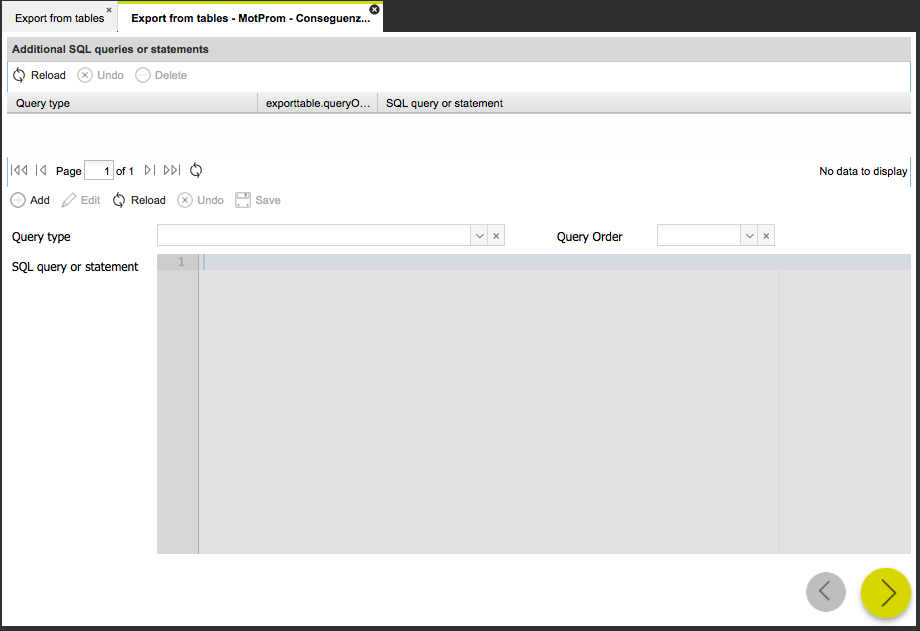 Export from tables
Export from tables - MotProm - Conseguenz...
Additional SQL queries or statements
Reload Undo Delete
Query type exporttable.queryO... SQL query or statement
Page 1 of 1 No data to display
Add Edit Reload Undo Save
Query type Query Order
SQL query or statement 1